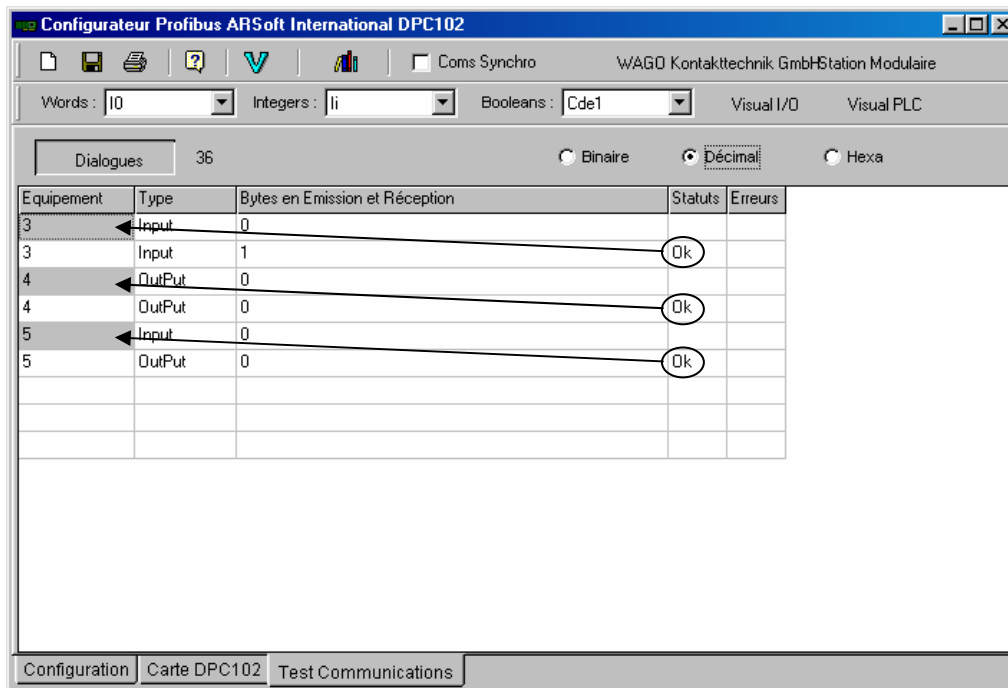 Configurateur Profibus ARSoft International DPC102
Coms Synchro WAGO Kontakttechnik GmbHStation Modulaire
Words : I0 Integers : Ii Booleans : Cde1 Visual I/O Visual PLC
Dialogues 36 Binaire Décimal Hexa
Equipement Type Bytes en Emission et Réception Statuts Erreurs
3 Input 0
3 Input 1 Ok
4 OutPut 0
4 OutPut 0 Ok
5 Input 0
5 OutPut 0 Ok
Configuration Carte DPC102 Test Communications